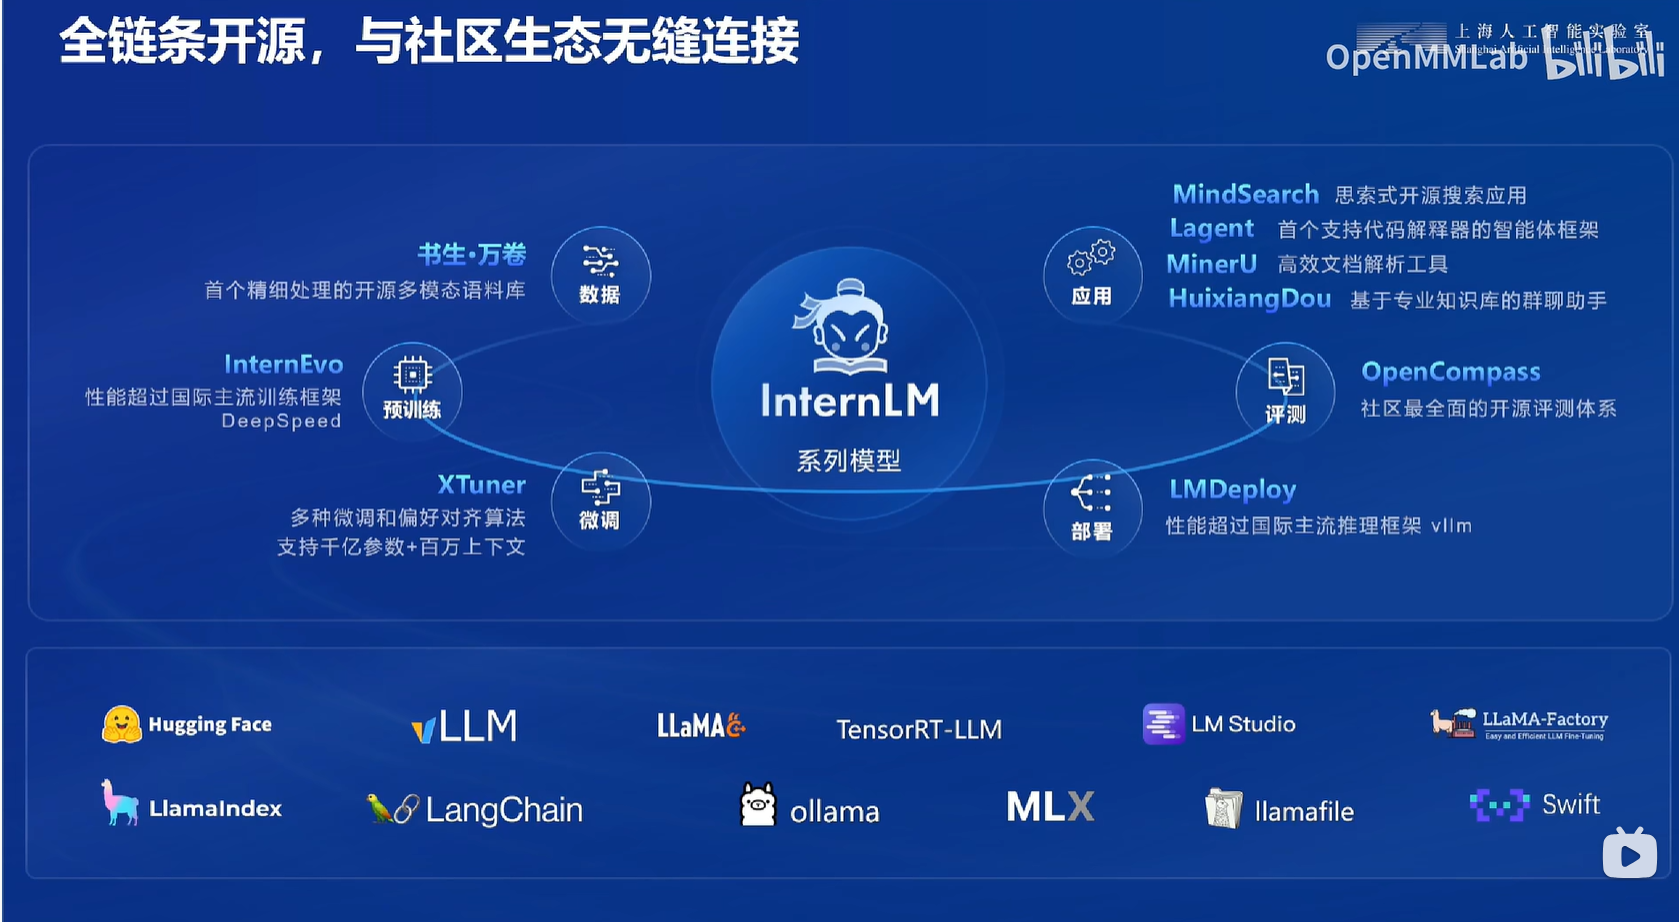 全链条开源，与社区生态无缝连接
上海人工智能实验室
Shanghai Artificial Intelligence Laboratory
OpenMMLab
bilibili
书生·万卷
首个精细处理的开源多模态语料库
数据
InternEvo
性能超过国际主流训练框架
DeepSpeed
预训练
XTuner
多种微调和偏好对齐算法
支持千亿参数+百万上下文
微调
InternLM
系列模型
应用
MindSearch 思索式开源搜索应用
Lagent 首个支持代码解释器的智能体框架
MinerU 高效文档解析工具
HuixiangDou 基于专业知识库的群聊助手
评测
OpenCompass
社区最全面的开源评测体系
部署
LMDeploy
性能超过国际主流推理框架 vllm
Hugging Face
vLLM
LLaMA
TensorRT-LLM
LM Studio
LLaMA-Factory
Easy and Efficient LLM Fine-Tuning
LlamaIndex
LangChain
ollama
MLX
llamafile
Swift